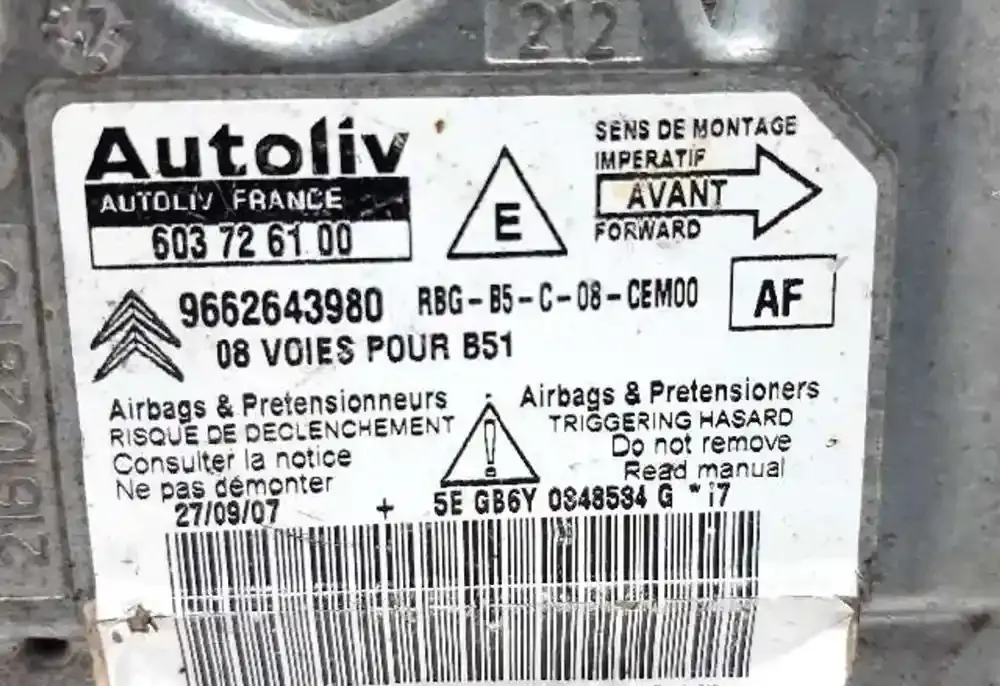 212
Autoliv
AUTOLIV FRANCE
603 72 61 00
E
SENS DE MONTAGE
IMPERATIF
AVANT
FORWARD
9662643980 RBG-B5-C-08-CEM00
AF
08 VOIES POUR B51
Airbags & Pretensionneurs
RISQUE DE DECLENCHEMENT
Consulter la notice
Ne pas démonter
!
Airbags & Pretensioners
TRIGGERING HASARD
Do not remove
Read manual
27/09/07 + 5E GB6Y 0848534 G *i7